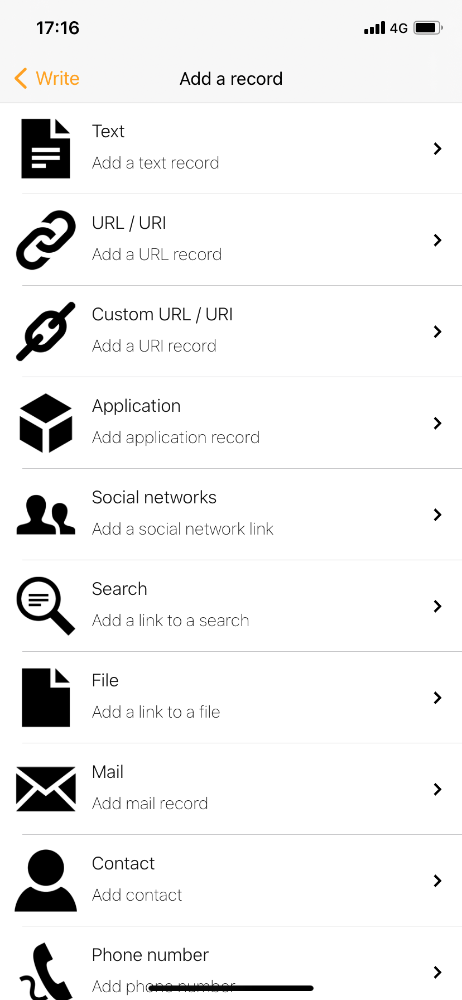 17:16
4G
Write
Add a record
Text
Add a text record
URL / URI
Add a URL record
Custom URL / URI
Add a URI record
Application
Add application record
Social networks
Add a social network link
Search
Add a link to a search
File
Add a link to a file
Mail
Add mail record
Contact
Add contact
Phone number
Add phone number